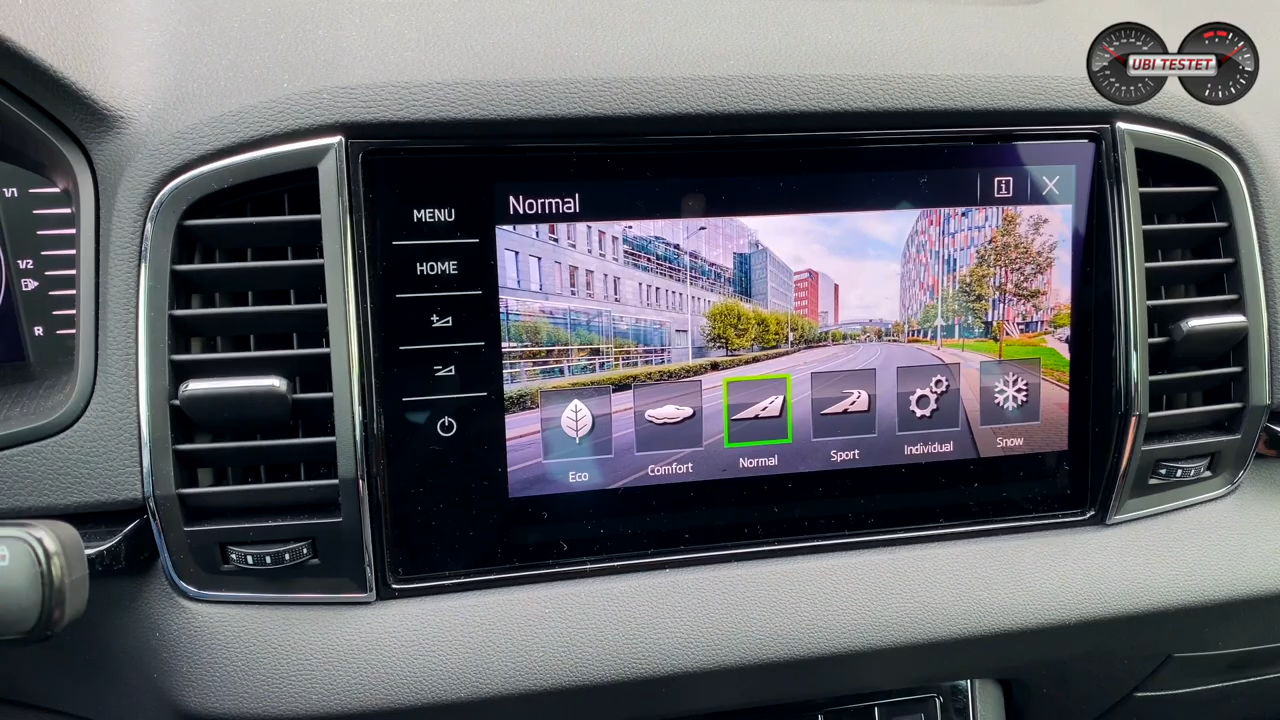 UBI TESTET
1/1
1/2
R
MENU
HOME
Normal
i
Eco
Comfort
Normal
Sport
Individual
Snow